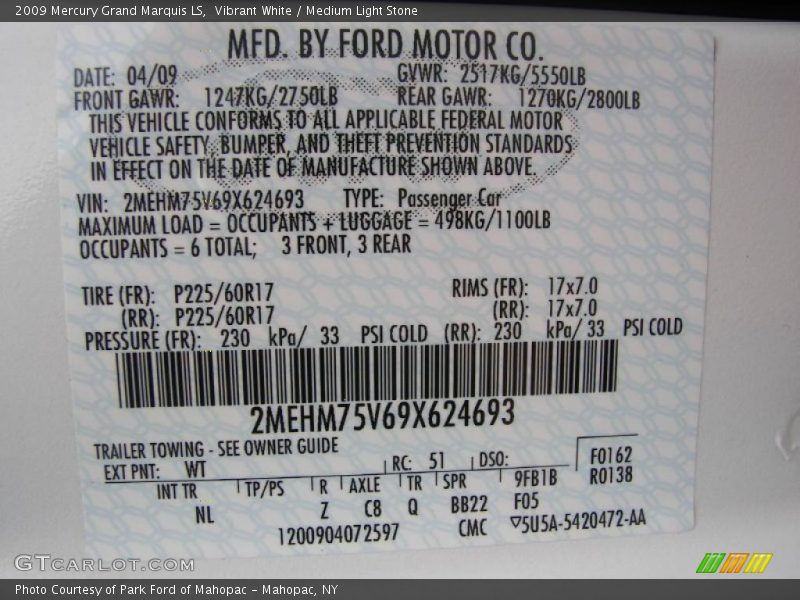 2009 Mercury Grand Marquis LS,  Vibrant White / Medium Light Stone
MFD. BY FORD MOTOR CO.
DATE: 04/09 GVWR: 2517KG/5550LB
FRONT GAWR: 1247KG/2750LB REAR GAWR: 1270KG/2800LB
THIS VEHICLE CONFORMS TO ALL APPLICABLE FEDERAL MOTOR
VEHICLE SAFETY, BUMPER, AND THEFT PREVENTION STANDARDS
IN EFFECT ON THE DATE OF MANUFACTURE SHOWN ABOVE.
VIN: 2MEHM75V69X624693 TYPE: Passenger Car
MAXIMUM LOAD = OCCUPANTS + LUGGAGE = 498KG/1100LB
OCCUPANTS = 6 TOTAL; 3 FRONT, 3 REAR
TIRE (FR): P225/60R17 RIMS (FR): 17x7.0
(RR): P225/60R17 (RR): 17x7.0
PRESSURE (FR): 230 kPa/ 33 PSI COLD (RR): 230 kPa/ 33 PSI COLD
2MEHM75V69X624693
TRAILER TOWING - SEE OWNER GUIDE
EXT PNT: WT RC: 51 DSO: F0162
INT TR TP/PS R AXLE TR SPR 9FB1B R0138
NL Z C8 Q BB22 F05
1200904072597 CMC ▽5U5A-5420472-AA
GTCARLOT.COM
Photo Courtesy of Park Ford of Mahopac - Mahopac, NY